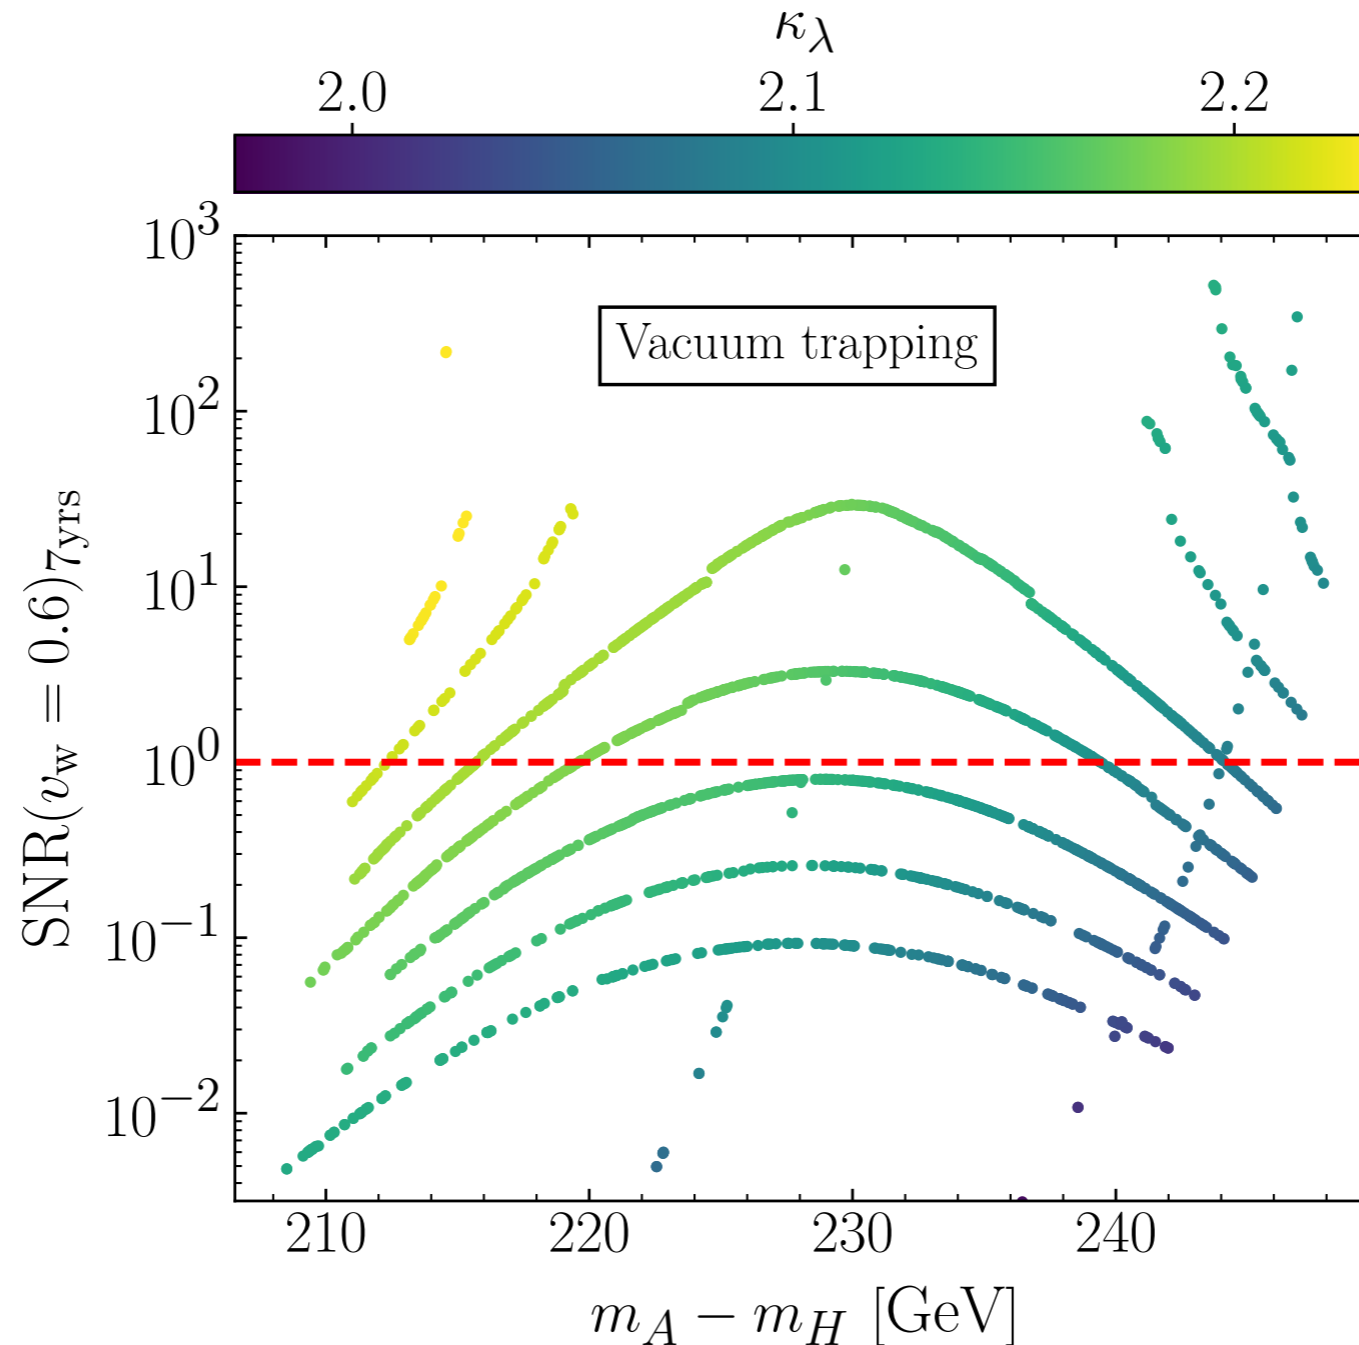 κ_λ
2.0 2.1 2.2
10^3
Vacuum trapping
10^2
10^1
10^0
10^−1
10^−2
SNR(v_w = 0.6)_7yrs
210 220 230 240
m_A − m_H [GeV]